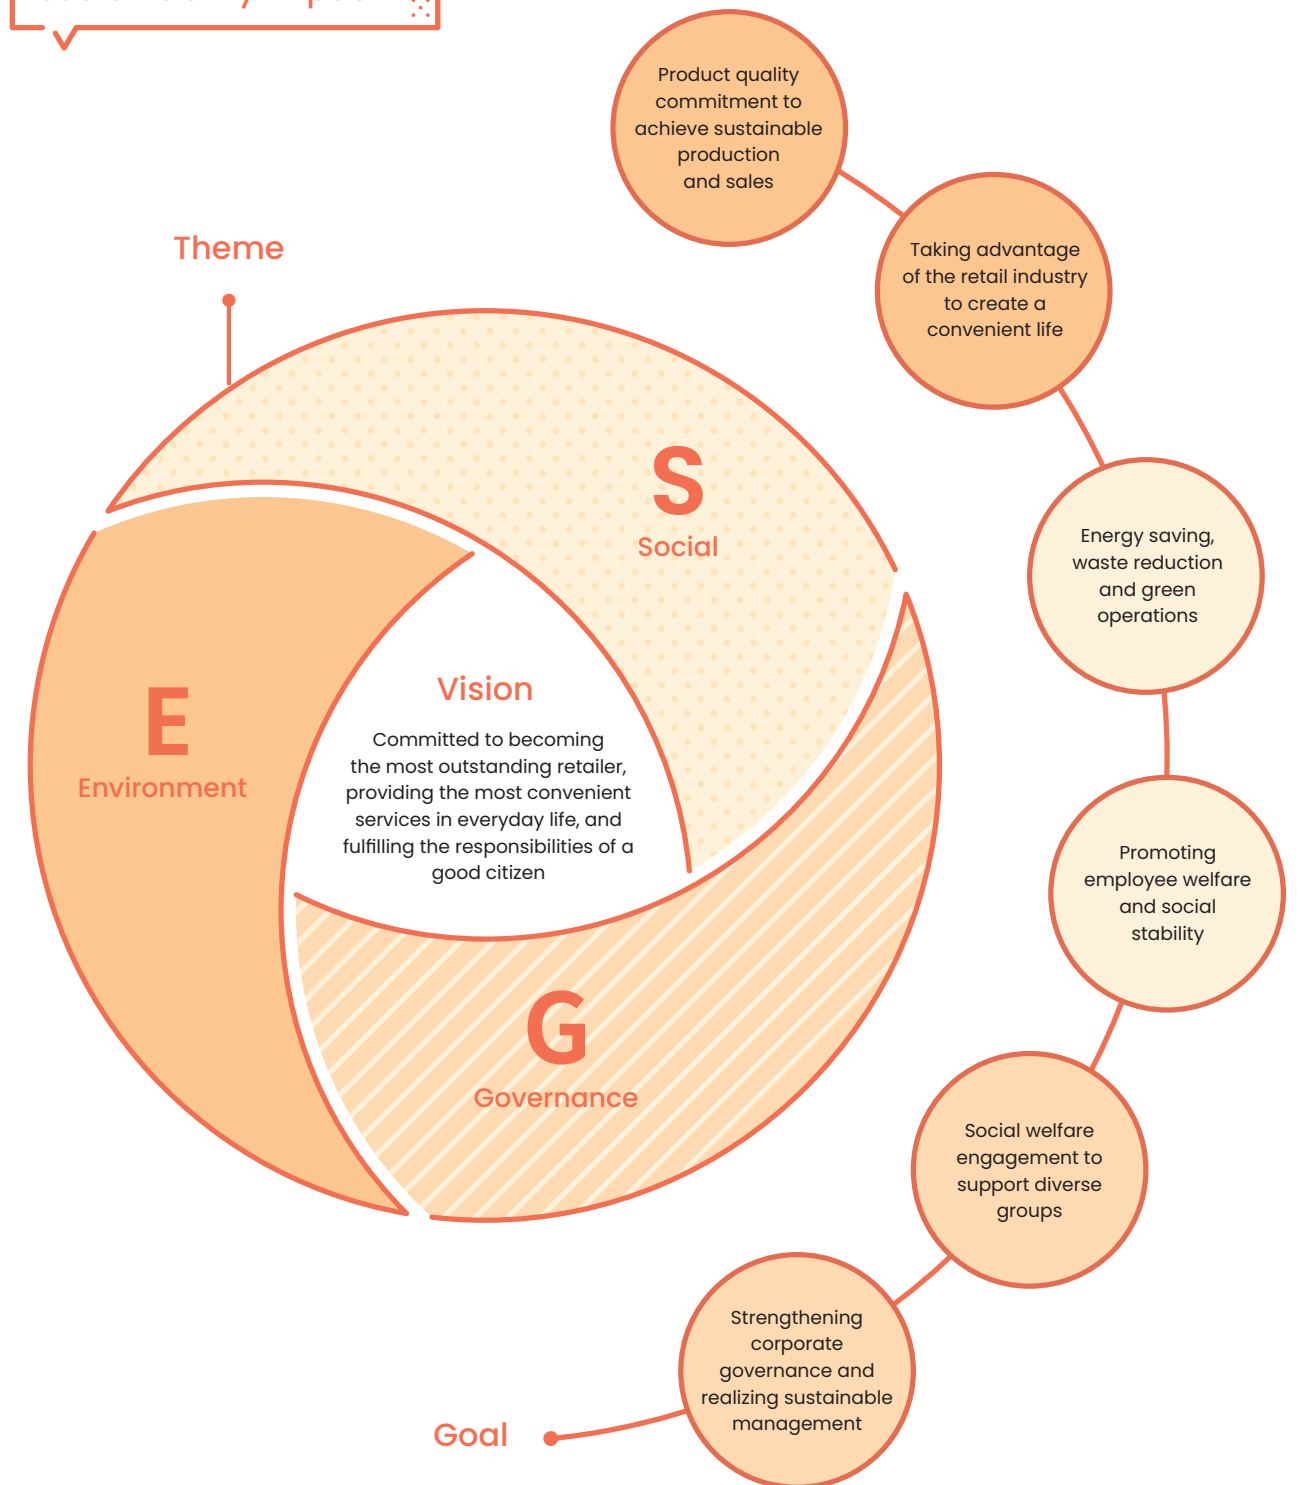 Product quality
commitment to
achieve sustainable
production
and sales
Taking advantage
of the retail industry
to create a
convenient life
Theme
S
Social
Energy saving,
waste reduction
and green
operations
E
Environment
Vision
Committed to becoming
the most outstanding retailer,
providing the most convenient
services in everyday life, and
fulfilling the responsibilities of a
good citizen
Promoting
employee welfare
and social
stability
G
Governance
Social welfare
engagement to
support diverse
groups
Strengthening
corporate
governance and
realizing sustainable
management
Goal